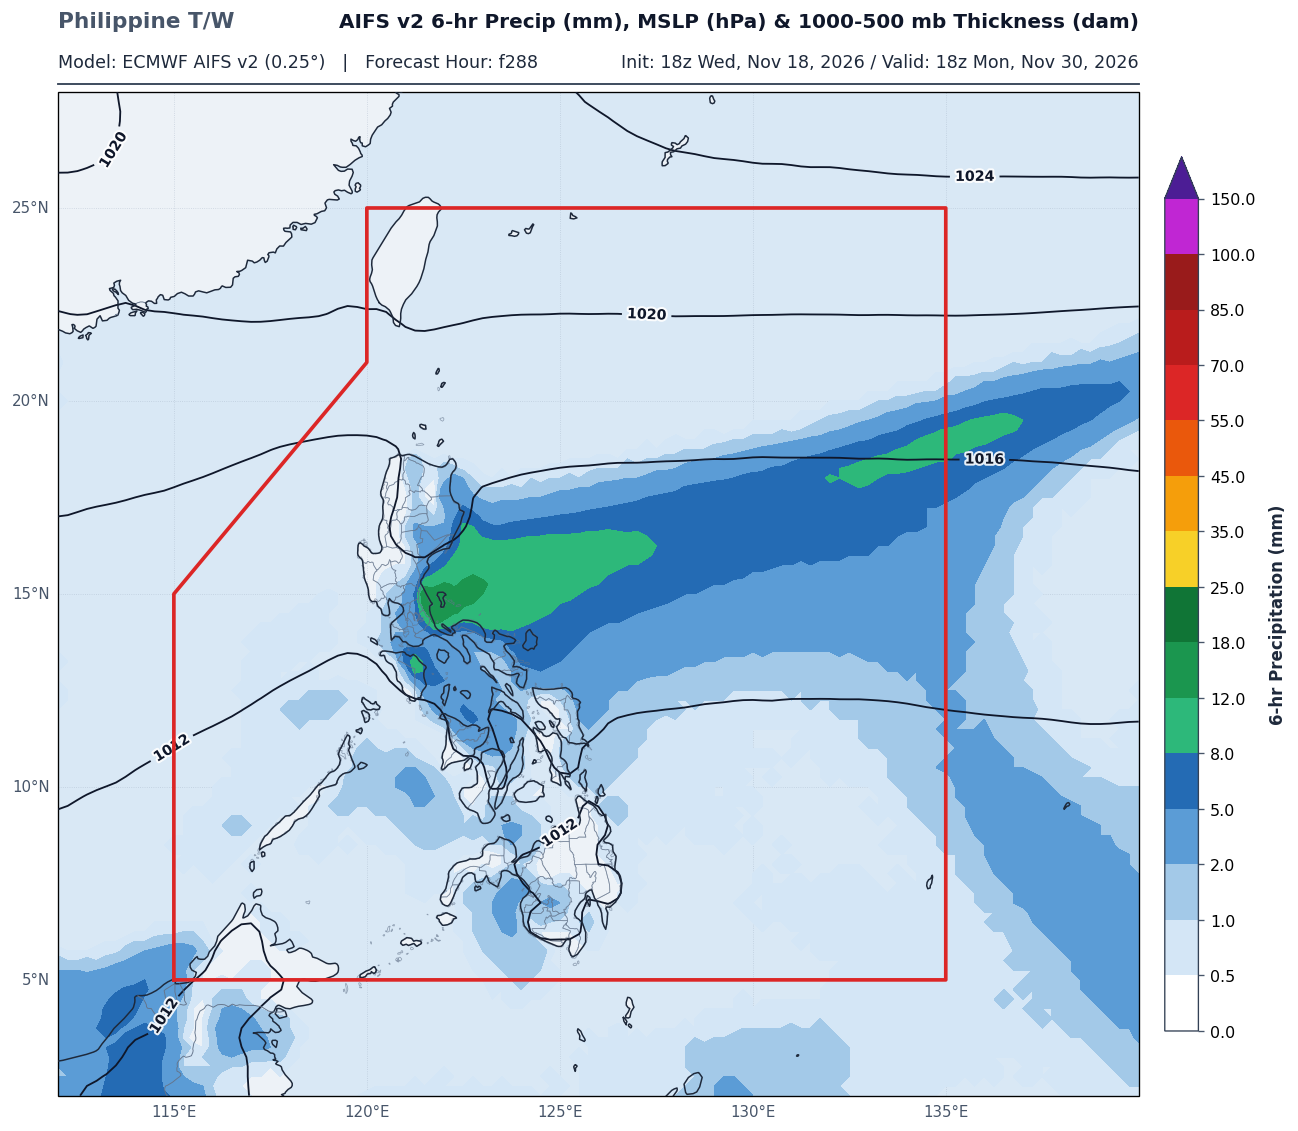 Philippine T/W
AIFS v2 6-hr Precip (mm), MSLP (hPa) & 1000-500 mb Thickness (dam)
Model: ECMWF AIFS v2 (0.25°) | Forecast Hour: f288
Init: 18z Wed, Nov 18, 2026 / Valid: 18z Mon, Nov 30, 2026
1020
1024
1020
1016
1012
1012
1012
25°N
20°N
15°N
10°N
5°N
115°E
120°E
125°E
130°E
135°E
150.0
100.0
85.0
70.0
55.0
45.0
35.0
25.0
18.0
12.0
8.0
5.0
2.0
1.0
0.5
0.0
6-hr Precipitation (mm)